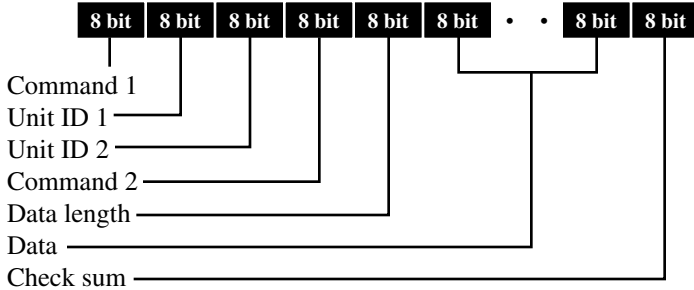 8 bit 8 bit 8 bit 8 bit 8 bit 8 bit • • 8 bit 8 bit
Command 1
Unit ID 1
Unit ID 2
Command 2
Data length
Data
Check sum